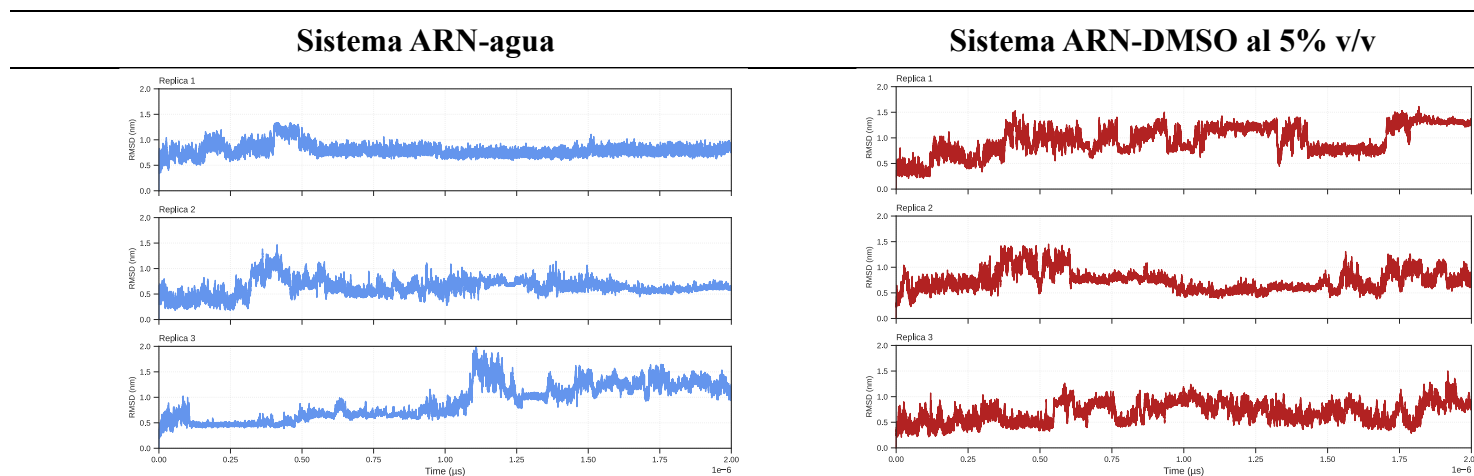 Sistema ARN-agua
Sistema ARN-DMSO al 5% v/v
Replica 1
2.0
1.5
1.0
0.5
0.0
RMSD (nm)
Replica 2
2.0
1.5
1.0
0.5
0.0
RMSD (nm)
Replica 3
2.0
1.5
1.0
0.5
0.0
RMSD (nm)
0.00 0.25 0.50 0.75 1.00 1.25 1.50 1.75 2.00
Time (µs)
1e−6
Replica 1
2.0
1.5
1.0
0.5
0.0
RMSD (nm)
Replica 2
2.0
1.5
1.0
0.5
0.0
RMSD (nm)
Replica 3
2.0
1.5
1.0
0.5
0.0
RMSD (nm)
0.00 0.25 0.50 0.75 1.00 1.25 1.50 1.75 2.00
Time (µs)
1e−6